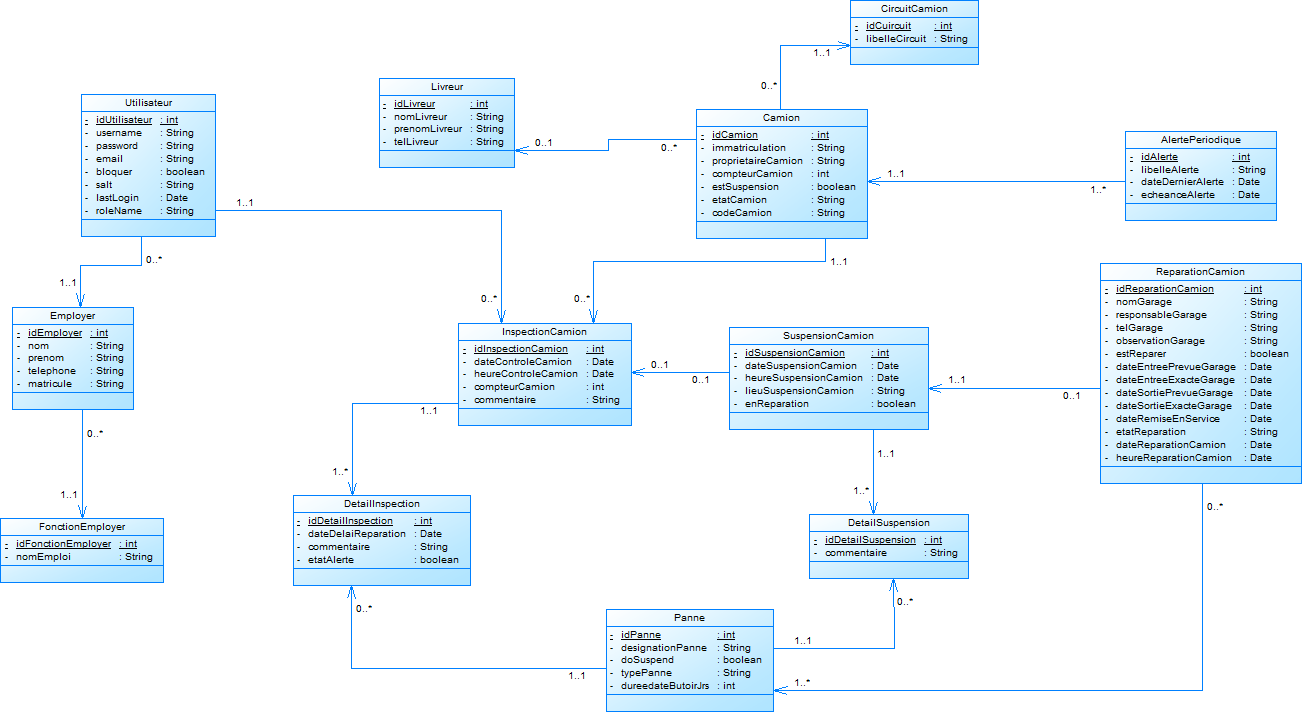 CircuitCamion
- idCuircuit : int
- libelleCircuit : String
1..1
0..*
Livreur
- idLivreur : int
- nomLivreur : String
- prenomLivreur : String
- telLivreur : String
0..1
0..*
Utilisateur
- idUtilisateur : int
- username : String
- password : String
- email : String
- bloquer : boolean
- salt : String
- lastLogin : Date
- roleName : String
1..1
0..*
1..1
Camion
- idCamion : int
- immatriculation : String
- proprietaireCamion : String
- compteurCamion : int
- estSuspension : boolean
- etatCamion : String
- codeCamion : String
1..1
1..*
1..1
AlertePeriodique
- idAlerte : int
- libelleAlerte : String
- dateDernierAlerte : Date
- echeanceAlerte : Date
Employer
- idEmployer : int
- nom : String
- prenom : String
- telephone : String
- matricule : String
0..*
1..1
0..*
0..*
InspectionCamion
- idInspectionCamion : int
- dateControleCamion : Date
- heureControleCamion : Date
- compteurCamion : int
- commentaire : String
0..1
0..1
1..1
1..*
SuspensionCamion
- idSuspensionCamion : int
- dateSuspensionCamion : Date
- heureSuspensionCamion : Date
- lieuSuspensionCamion : String
- enReparation : boolean
1..1
0..1
1..1
1..*
ReparationCamion
- idReparationCamion : int
- nomGarage : String
- responsableGarage : String
- telGarage : String
- observationGarage : String
- estReparer : boolean
- dateEntreePrevueGarage : Date
- dateEntreeExacteGarage : Date
- dateSortiePrevueGarage : Date
- dateSortieExacteGarage : Date
- dateRemiseEnService : Date
- etatReparation : String
- dateReparationCamion : Date
- heureReparationCamion : Date
0..*
FonctionEmployer
- idFonctionEmployer : int
- nomEmploi : String
DetailInspection
- idDetailInspection : int
- dateDelaiReparation : Date
- commentaire : String
- etatAlerte : boolean
0..*
DetailSuspension
- idDetailSuspension : int
- commentaire : String
0..*
Panne
- idPanne : int
- designationPanne : String
- doSuspend : boolean
- typePanne : String
- dureedateButoirJrs : int
1..1
1..1
1..*